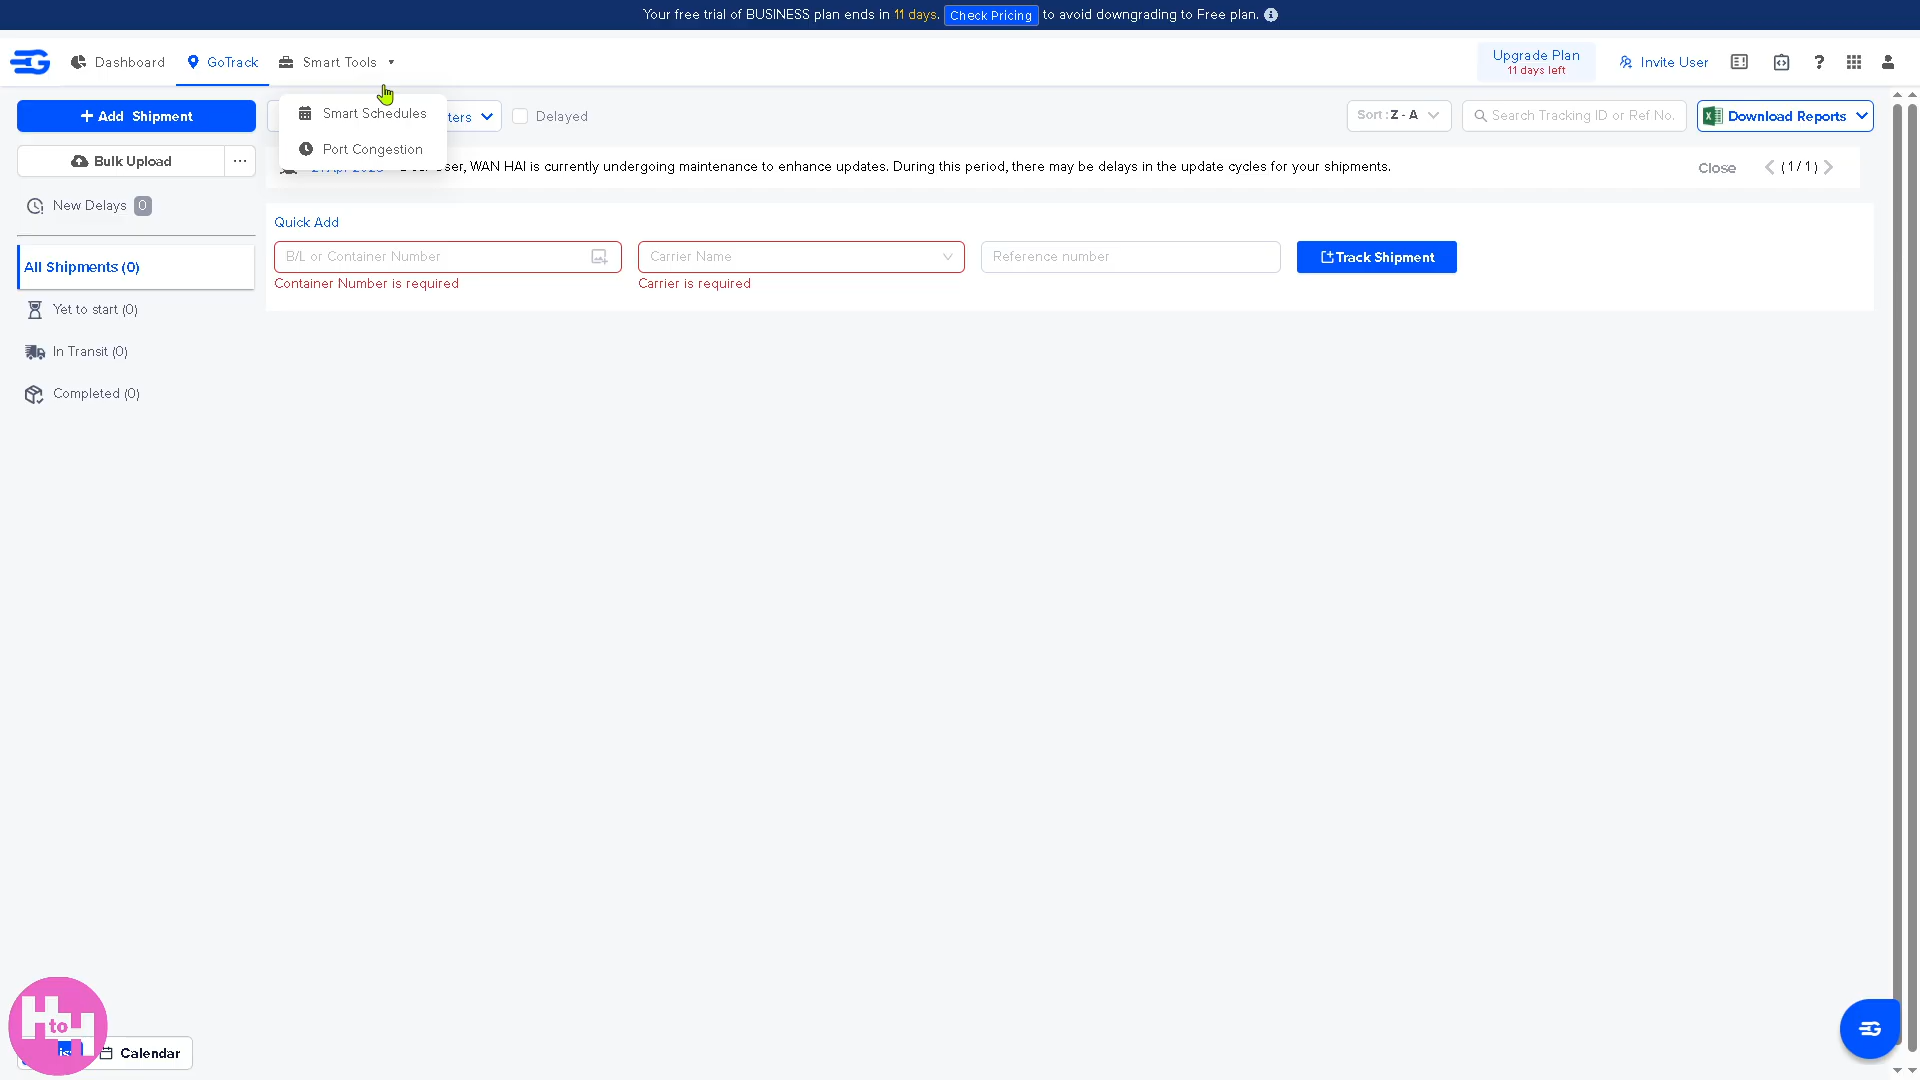 Your free trial of BUSINESS plan ends in 11 days. Check Pricing to avoid downgrading to Free plan.
Dashboard
GoTrack
Smart Tools
Upgrade Plan
11 days left
Invite User
+ Add Shipment
Smart Schedules
ters
Delayed
Sort : Z - A
Search Tracking ID or Ref No.
Download Reports
Bulk Upload
...
Port Congestion
ser, WAN HAI is currently undergoing maintenance to enhance updates. During this period, there may be delays in the update cycles for your shipments.
Close
( 1 / 1 )
New Delays 0
Quick Add
B/L or Container Number
Carrier Name
Reference number
Track Shipment
Container Number is required
Carrier is required
All Shipments (0)
Yet to start (0)
In Transit (0)
Completed (0)
H to H
Calendar